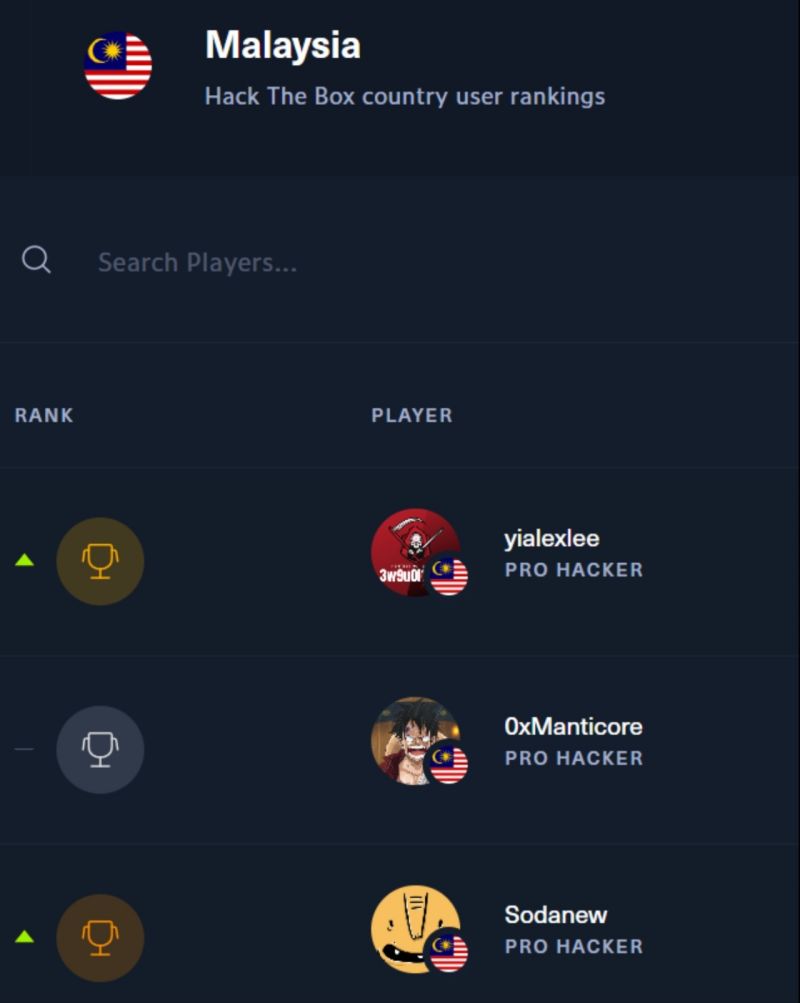 Malaysia
Hack The Box country user rankings
Search Players...
RANK PLAYER
yialexlee
PRO HACKER
0xManticore
PRO HACKER
Sodanew
PRO HACKER